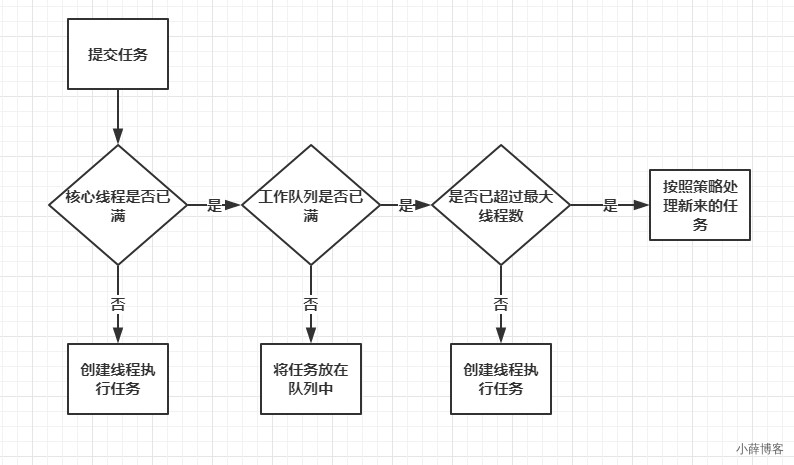 提交任务
核心线程是否已
满
是
工作队列是否已
满
是
是否已超过最大
线程数
是
按照策略处
理新来的任
务
否
否
否
创建线程执
行任务
将任务放在
队列中
创建线程执
行任务
小薛博客